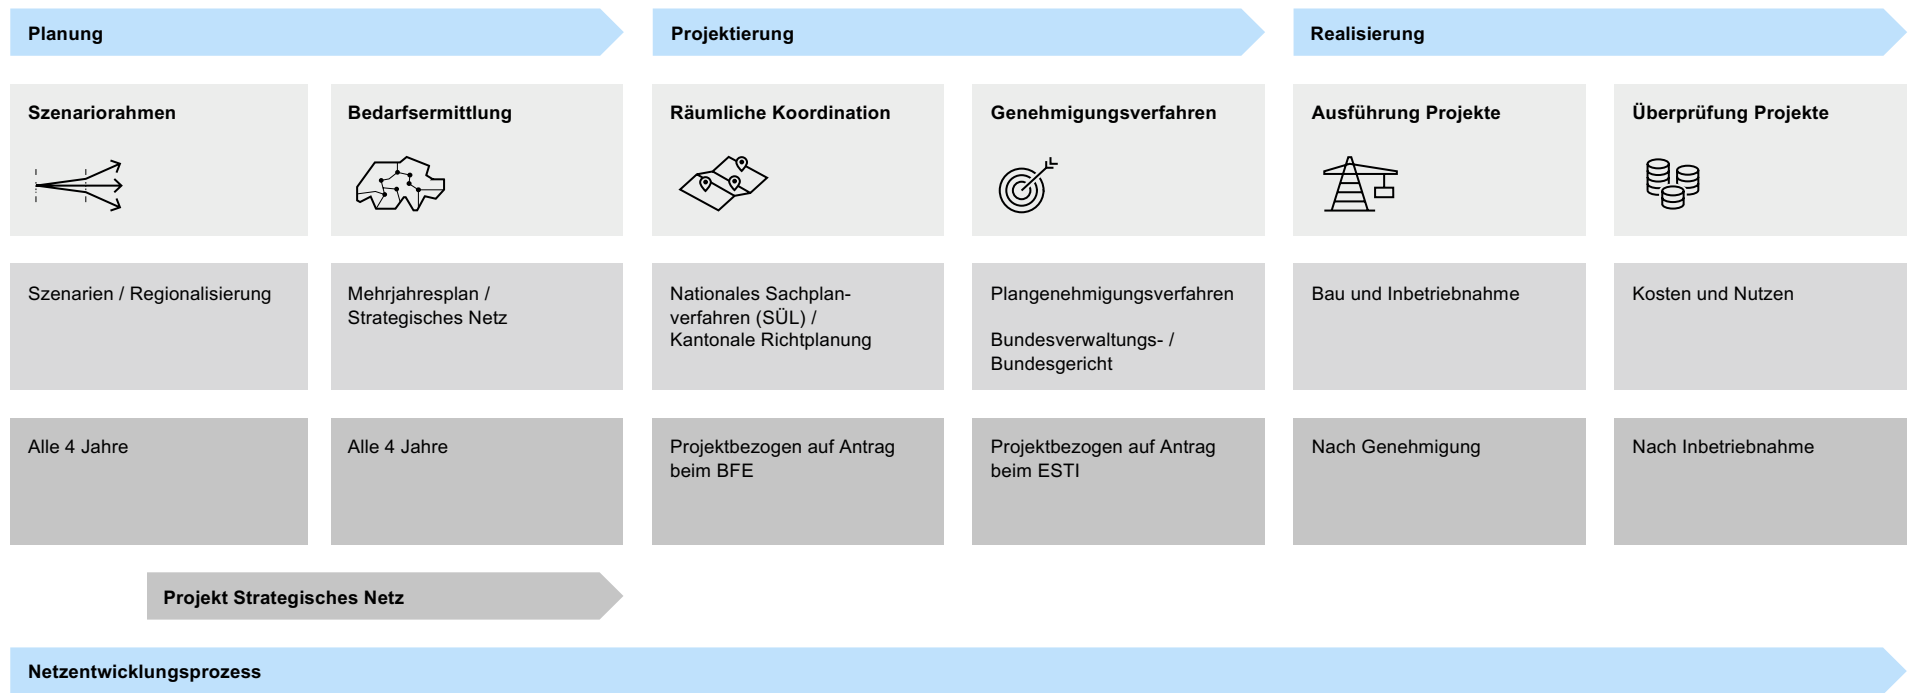 Planung
Projektierung
Realisierung
Szenariorahmen
Bedarfsermittlung
Räumliche Koordination
Genehmigungsverfahren
Ausführung Projekte
Überprüfung Projekte
Szenarien / Regionalisierung
Mehrjahresplan /
Strategisches Netz
Nationales Sachplan-
verfahren (SÜL) /
Kantonale Richtplanung
Plangenehmigungsverfahren
Bundesverwaltungs- /
Bundesgericht
Bau und Inbetriebnahme
Kosten und Nutzen
Alle 4 Jahre
Alle 4 Jahre
Projektbezogen auf Antrag
beim BFE
Projektbezogen auf Antrag
beim ESTI
Nach Genehmigung
Nach Inbetriebnahme
Projekt Strategisches Netz
Netzentwicklungsprozess